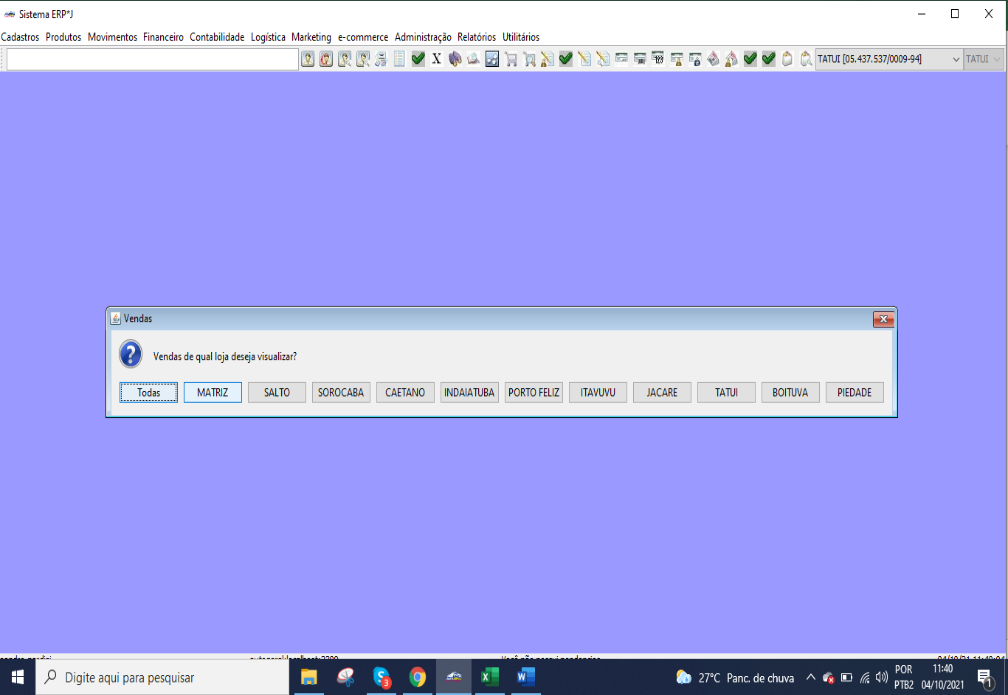 Sistema ERP*J
Cadastros Produtos Movimentos Financeiro Contabilidade Logística Marketing e-commerce Administração Relatórios Utilitários
X TATUI [05.437.537/0009-94] TATUI
Vendas
Vendas de qual loja deseja visualizar?
Todas MATRIZ SALTO SOROCABA CAETANO INDAIATUBA PORTO FELIZ ITAVUVU JACARE TATUI BOITUVA PIEDADE
Digite aqui para pesquisar
27°C Panc. de chuva
POR 11:40
PTB2 04/10/2021